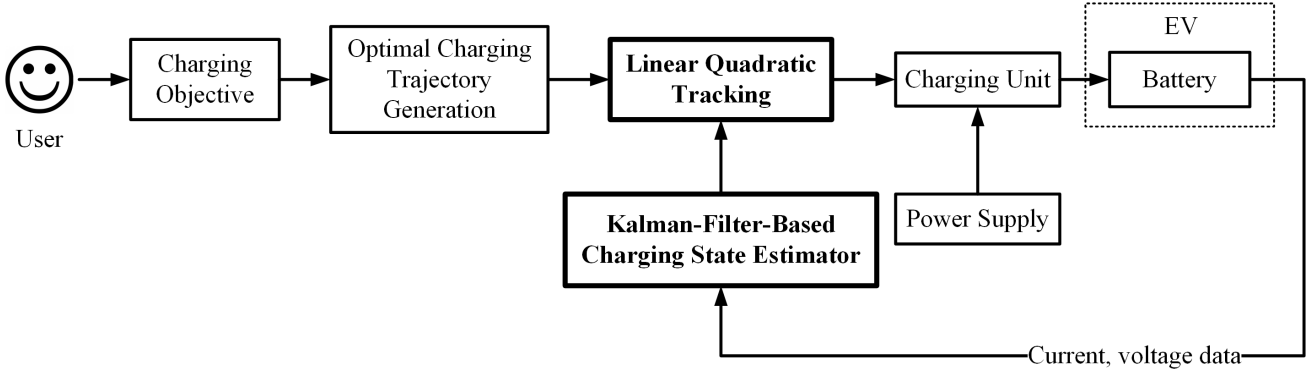 User
Charging
Objective
Optimal Charging
Trajectory
Generation
Linear Quadratic
Tracking
Charging Unit
EV
Battery
Power Supply
Kalman-Filter-Based
Charging State Estimator
Current, voltage data